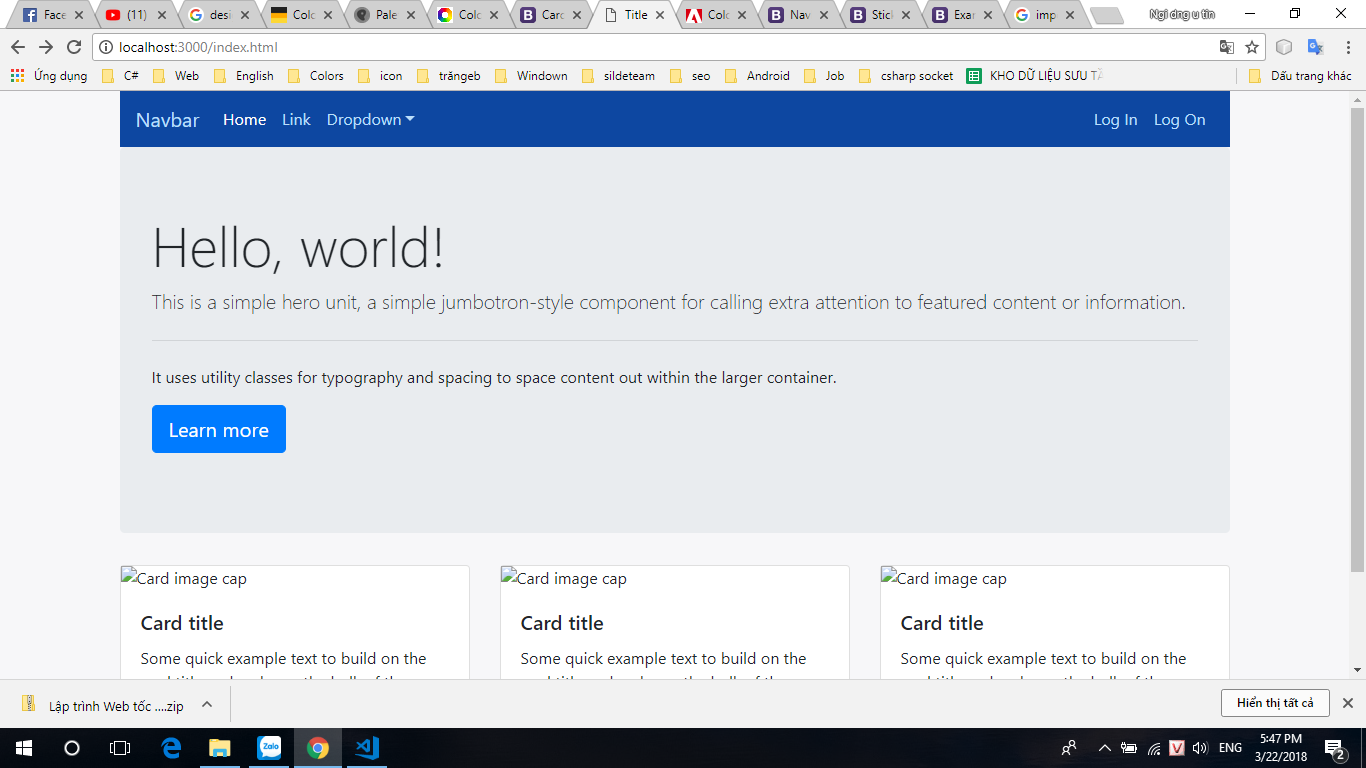 Face
(11)
desi
Colo
Pale
Colo
Card
Title
Colo
Nav
Stick
Exar
imp
Ngi dng u tin
localhost:3000/index.html
Ứng dụng C# Web English Colors icon trăngeb Windown sildeteam seo Android Job csharp socket KHO DỮ LIỆU SƯU TẦ Dấu trang khác
Navbar Home Link Dropdown Log In Log On
Hello, world!
This is a simple hero unit, a simple jumbotron-style component for calling extra attention to featured content or information.
It uses utility classes for typography and spacing to space content out within the larger container.
Learn more
Card image cap
Card title
Some quick example text to build on the
Card image cap
Card title
Some quick example text to build on the
Card image cap
Card title
Some quick example text to build on the
Lập trình Web tốc ....zip
Hiển thị tất cả
Zalo
V
ENG
5:47 PM
3/22/2018
2